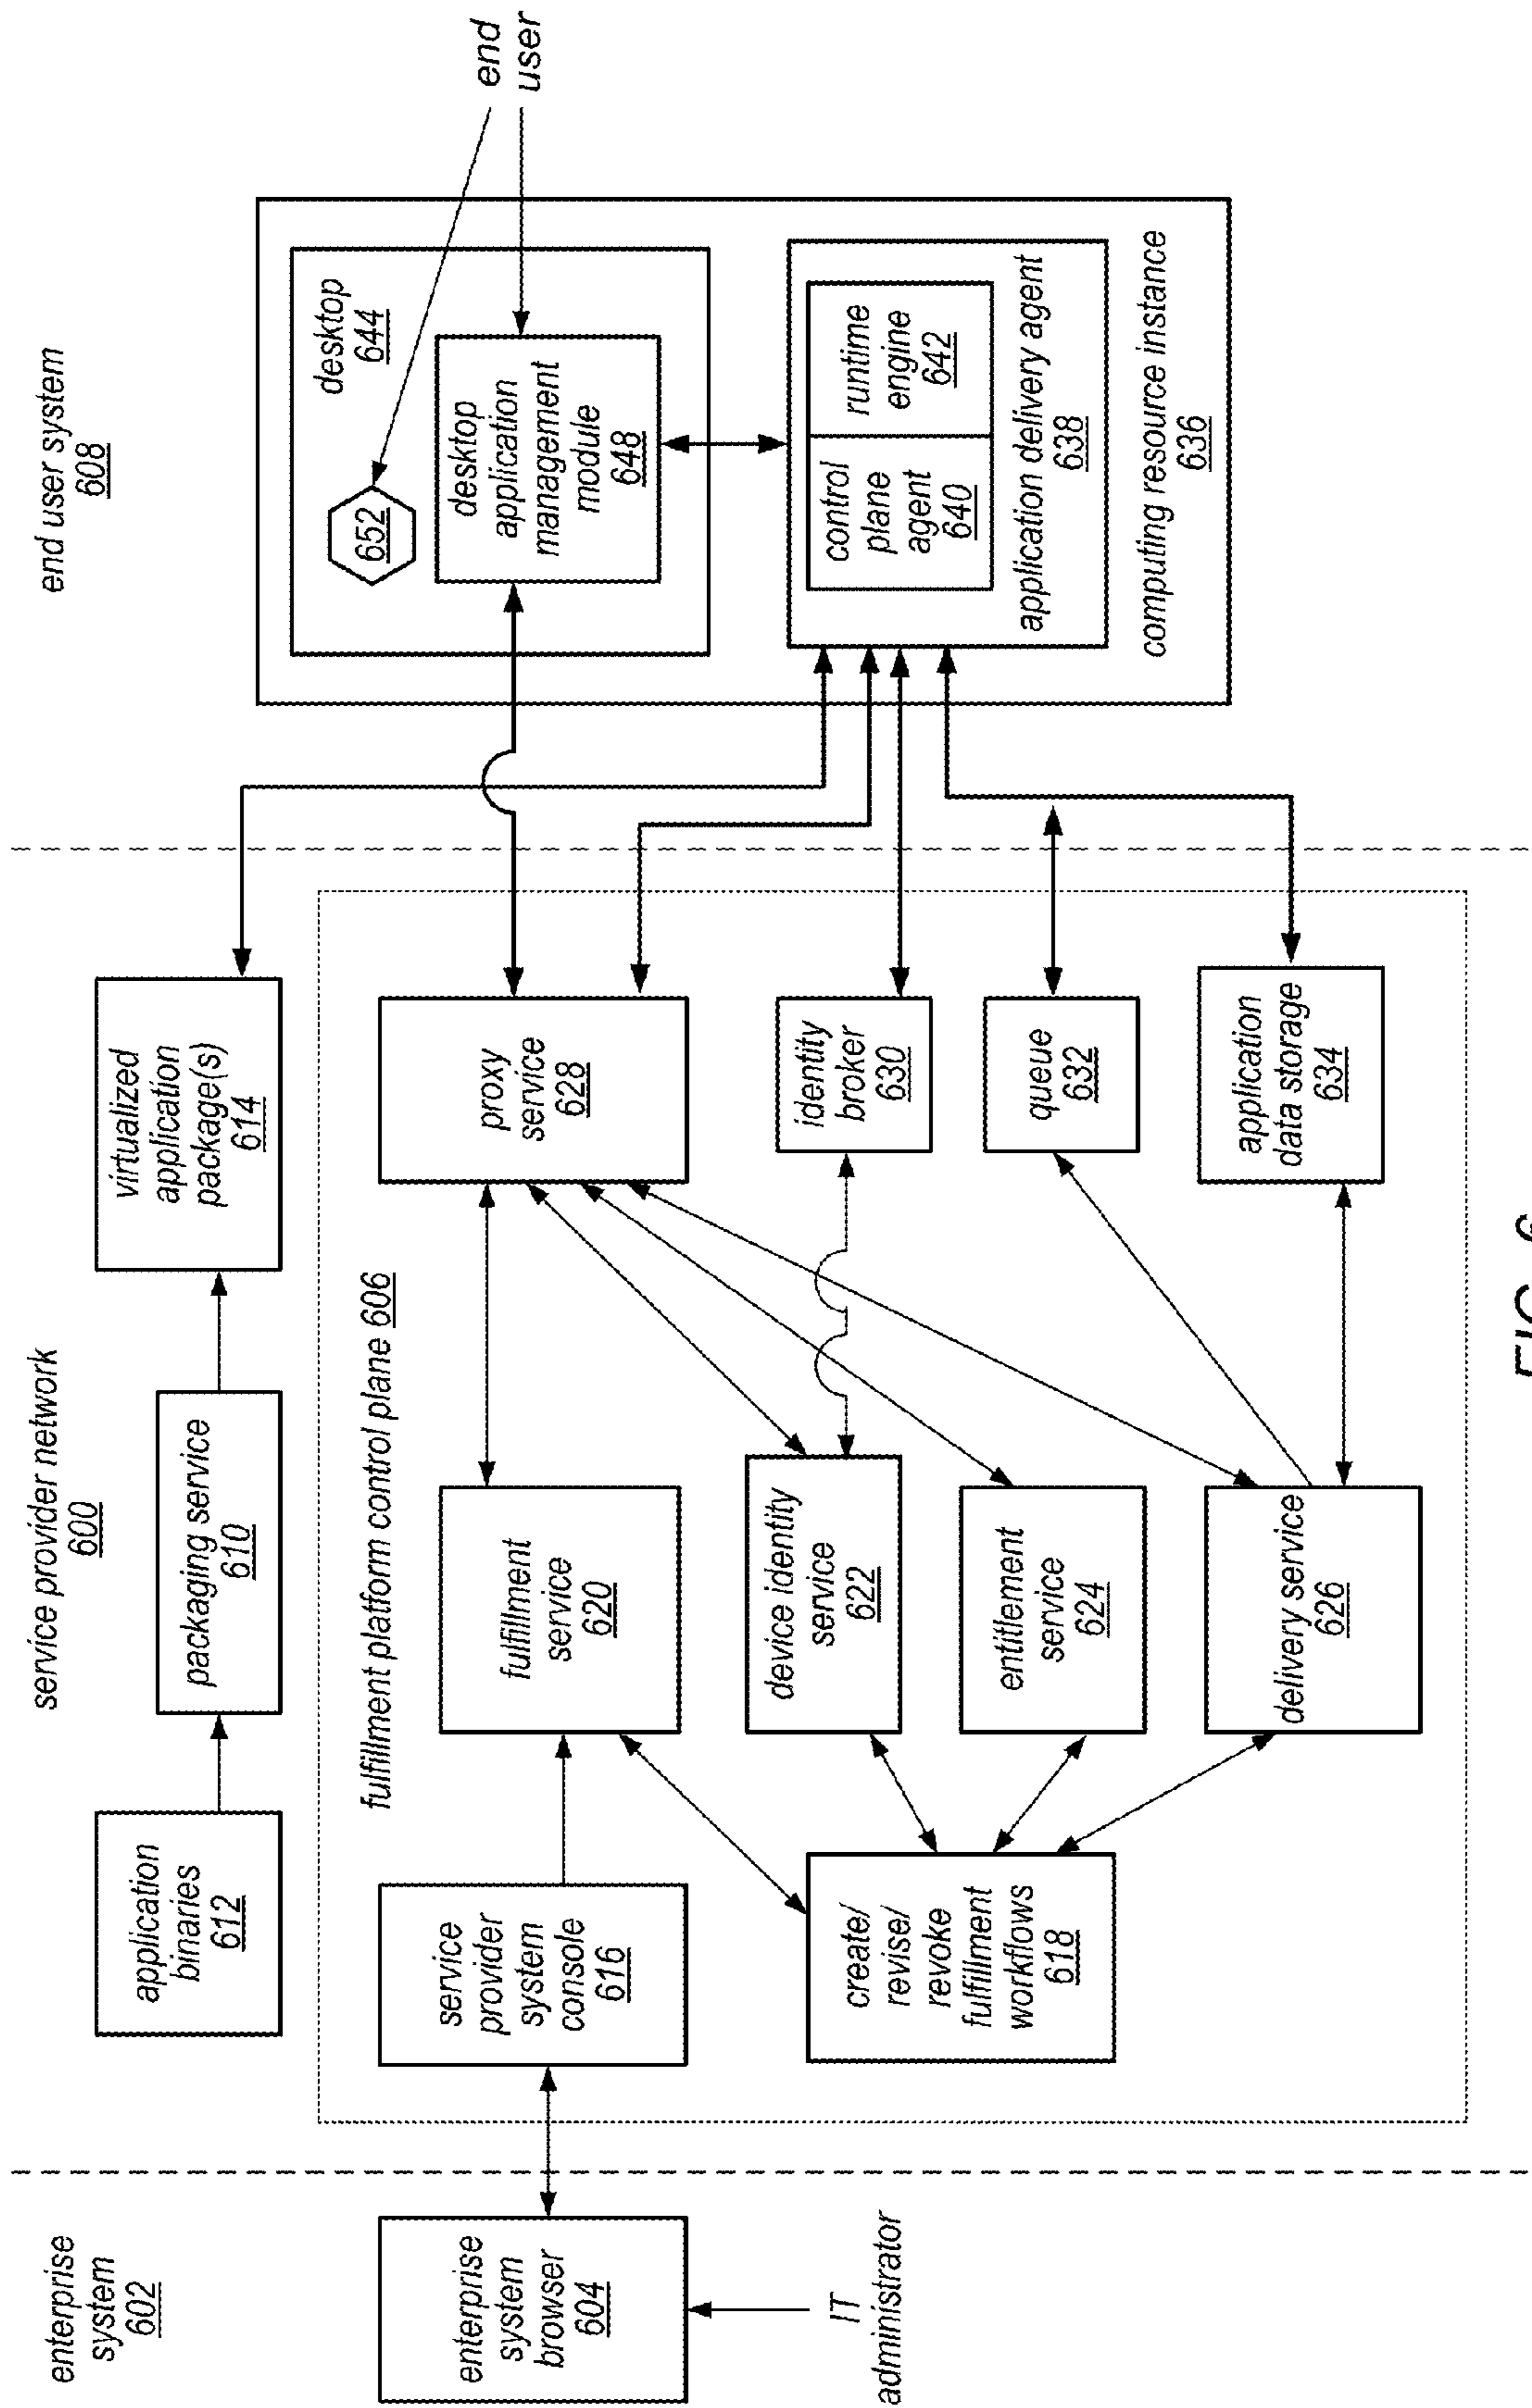 enterprise
system
602
service provider network
600
end user system
608
application
binaries
612
packaging service
610
virtualized
application
package(s)
614
enterprise
system
browser
604
IT
administrator
fulfillment platform control plane 606
service
provider
system
console
616
create/
revise/
revoke
fulfillment
workflows
618
fulfillment
service
620
device identity
service
622
entitlement
service
624
delivery service
626
proxy
service
628
identity
broker
630
queue
632
application
data storage
634
desktop
644
652
desktop
application
management
module
648
control
plane
agent
640
runtime
engine
642
application delivery agent
638
computing resource instance
636
end
user
FIG. 6